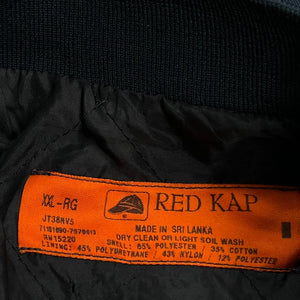 RED KAP
XXL-RG
JT38NV5
MADE IN SRI LANKA
DRY CLEAN OR LIGHT SOIL WASH
RN15220
SHELL: 65% POLYESTER / 35% COTTON
LINING: 45% POLYURETHANE / 43% NYLON / 12% POLYESTER